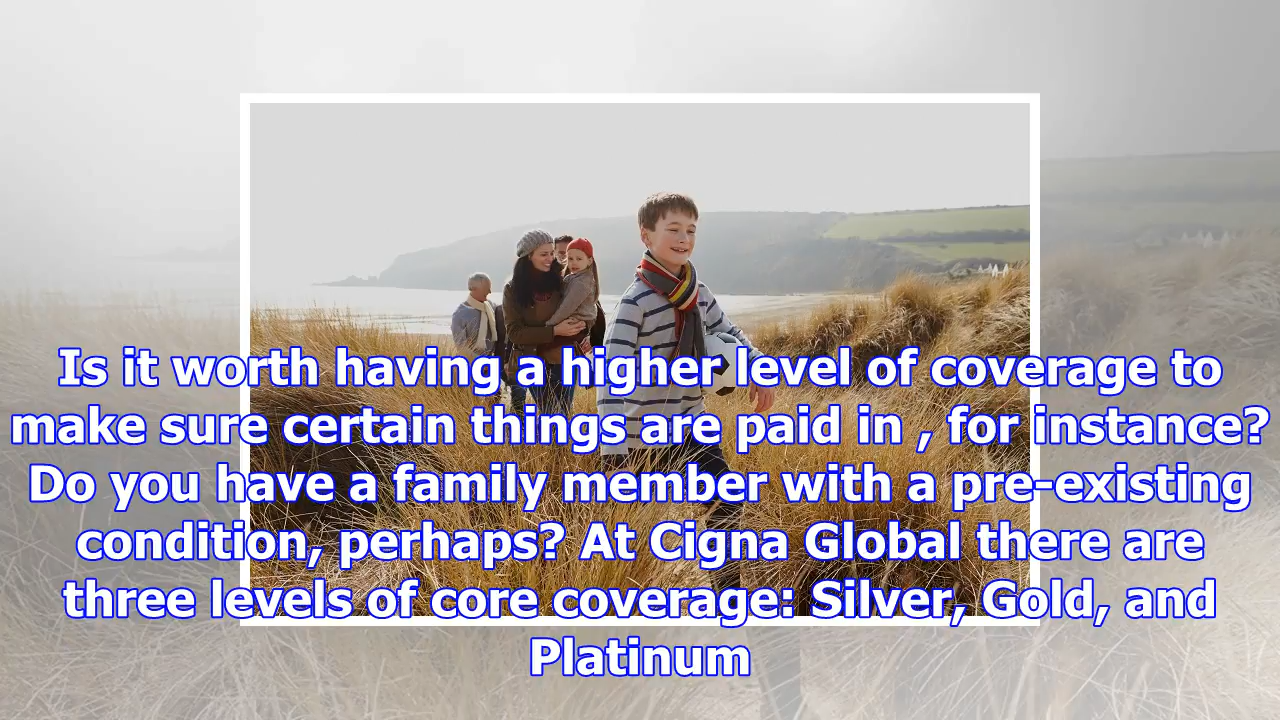 Is it worth having a higher level of coverage to
make sure certain things are paid in , for instance?
Do you have a family member with a pre-existing
condition, perhaps? At Cigna Global there are
three levels of core coverage: Silver, Gold, and
Platinum